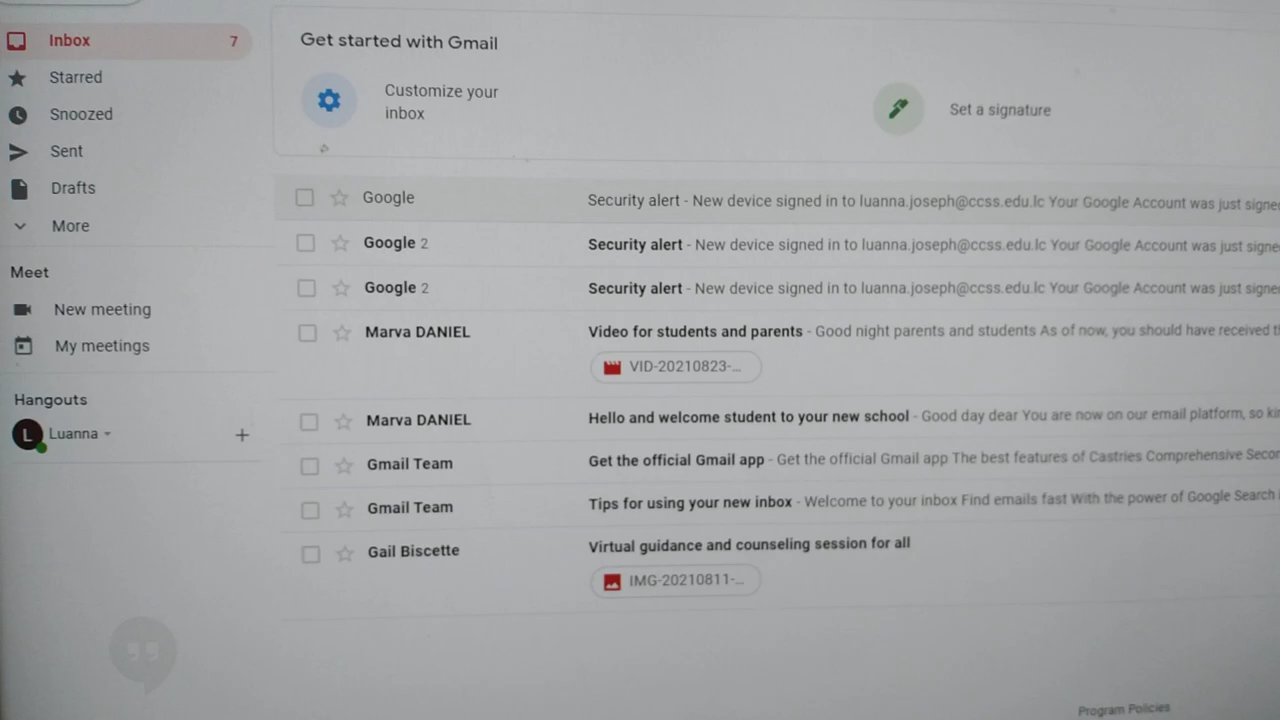 Inbox 7
Starred
Snoozed
Sent
Drafts
More
Meet
New meeting
My meetings
Hangouts
L Luanna +
Get started with Gmail
Customize your
inbox
Set a signature
Google Security alert - New device signed in to luanna.joseph@ccss.edu.lc Your Google Account was just signe
Google 2 Security alert - New device signed in to luanna.joseph@ccss.edu.lc Your Google Account was just signe
Google 2 Security alert - New device signed in to luanna.joseph@ccss.edu.lc Your Google Account was just signe
Marva DANIEL Video for students and parents - Good night parents and students As of now, you should have received t
VID-20210823-...
Marva DANIEL Hello and welcome student to your new school - Good day dear You are now on our email platform, so ki
Gmail Team Get the official Gmail app - Get the official Gmail app The best features of Castries Comprehensive Secon
Gmail Team Tips for using your new inbox - Welcome to your inbox Find emails fast With the power of Google Search
Gail Biscette Virtual guidance and counseling session for all
IMG-20210811-...
Program Policies